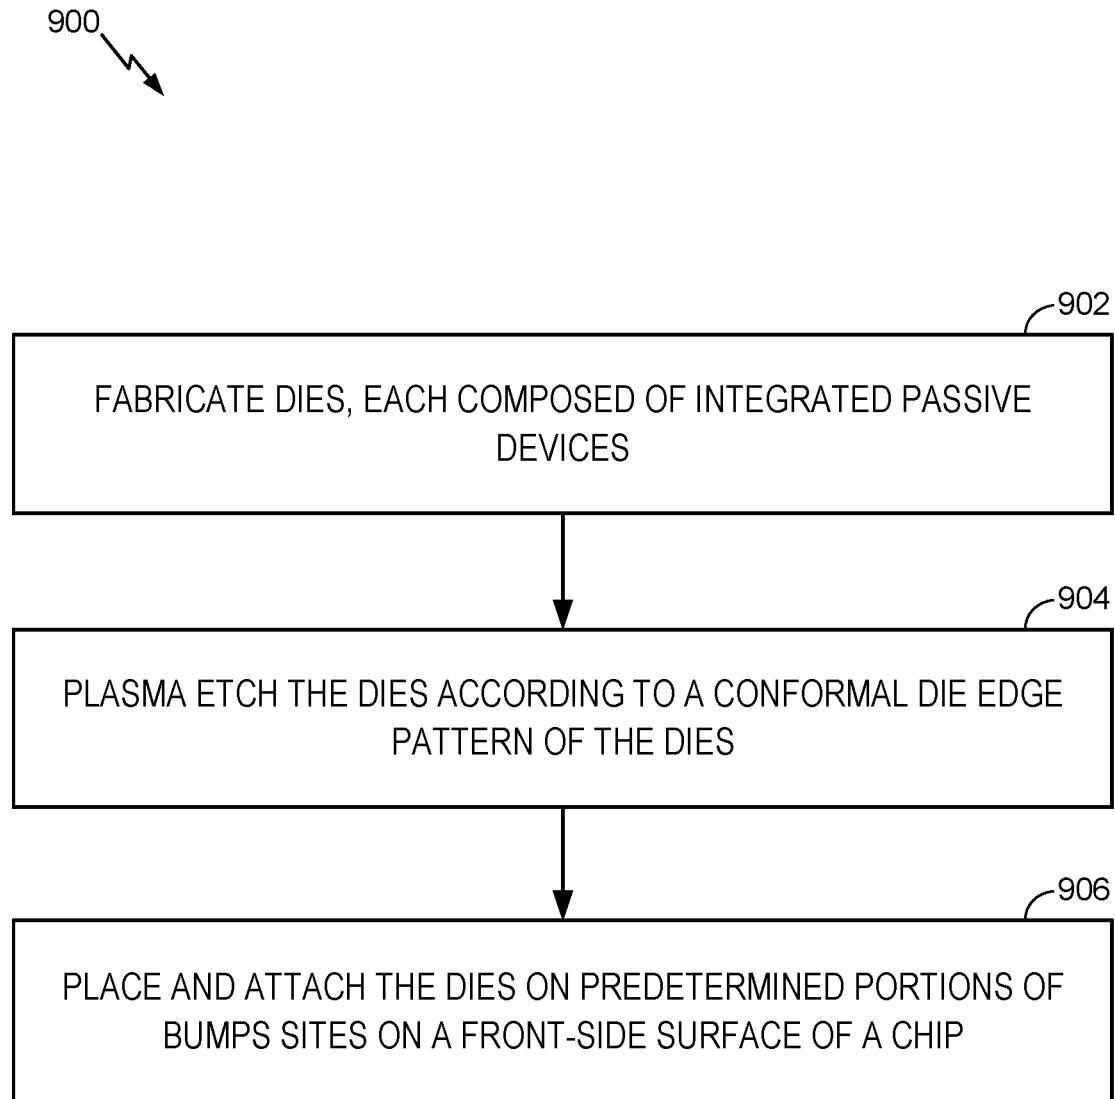 900
902
FABRICATE DIES, EACH COMPOSED OF INTEGRATED PASSIVE
DEVICES
904
PLASMA ETCH THE DIES ACCORDING TO A CONFORMAL DIE EDGE
PATTERN OF THE DIES
906
PLACE AND ATTACH THE DIES ON PREDETERMINED PORTIONS OF
BUMPS SITES ON A FRONT-SIDE SURFACE OF A CHIP